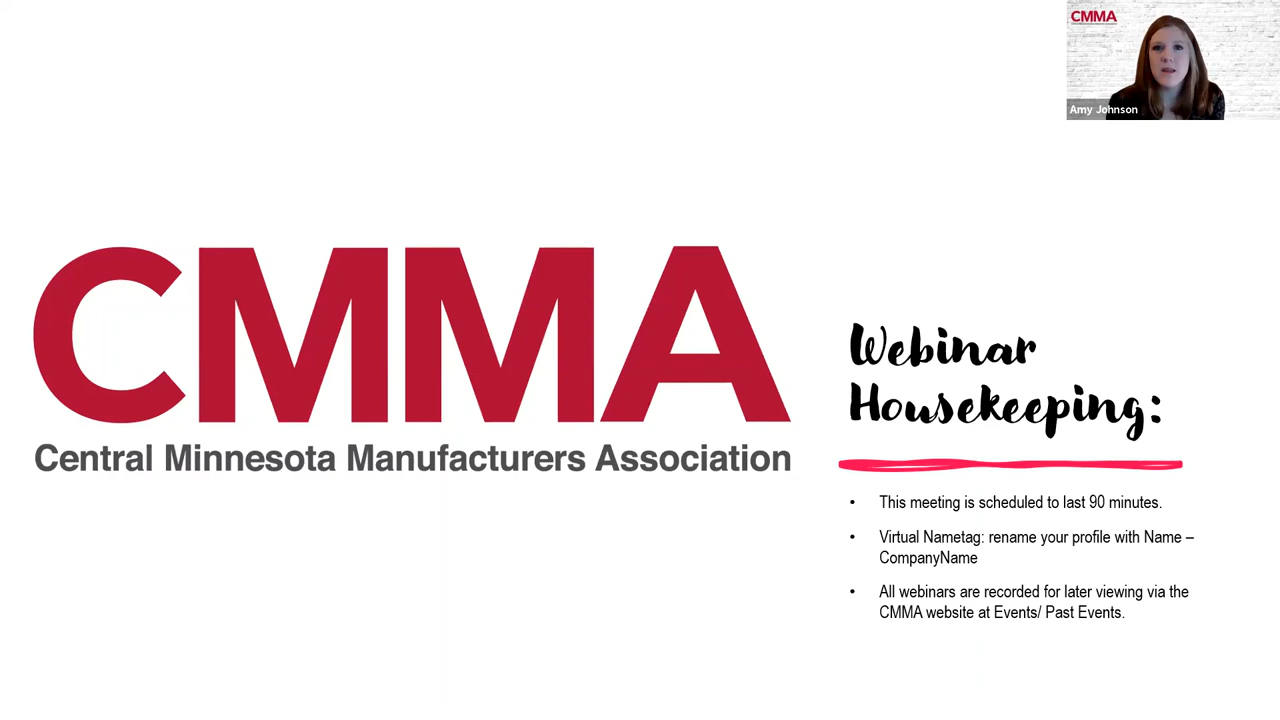 CMMA
Amy Johnson
CMMA
Central Minnesota Manufacturers Association
Webinar
Housekeeping:
• This meeting is scheduled to last 90 minutes.
• Virtual Nametag: rename your profile with Name –
CompanyName
• All webinars are recorded for later viewing via the
CMMA website at Events/ Past Events.